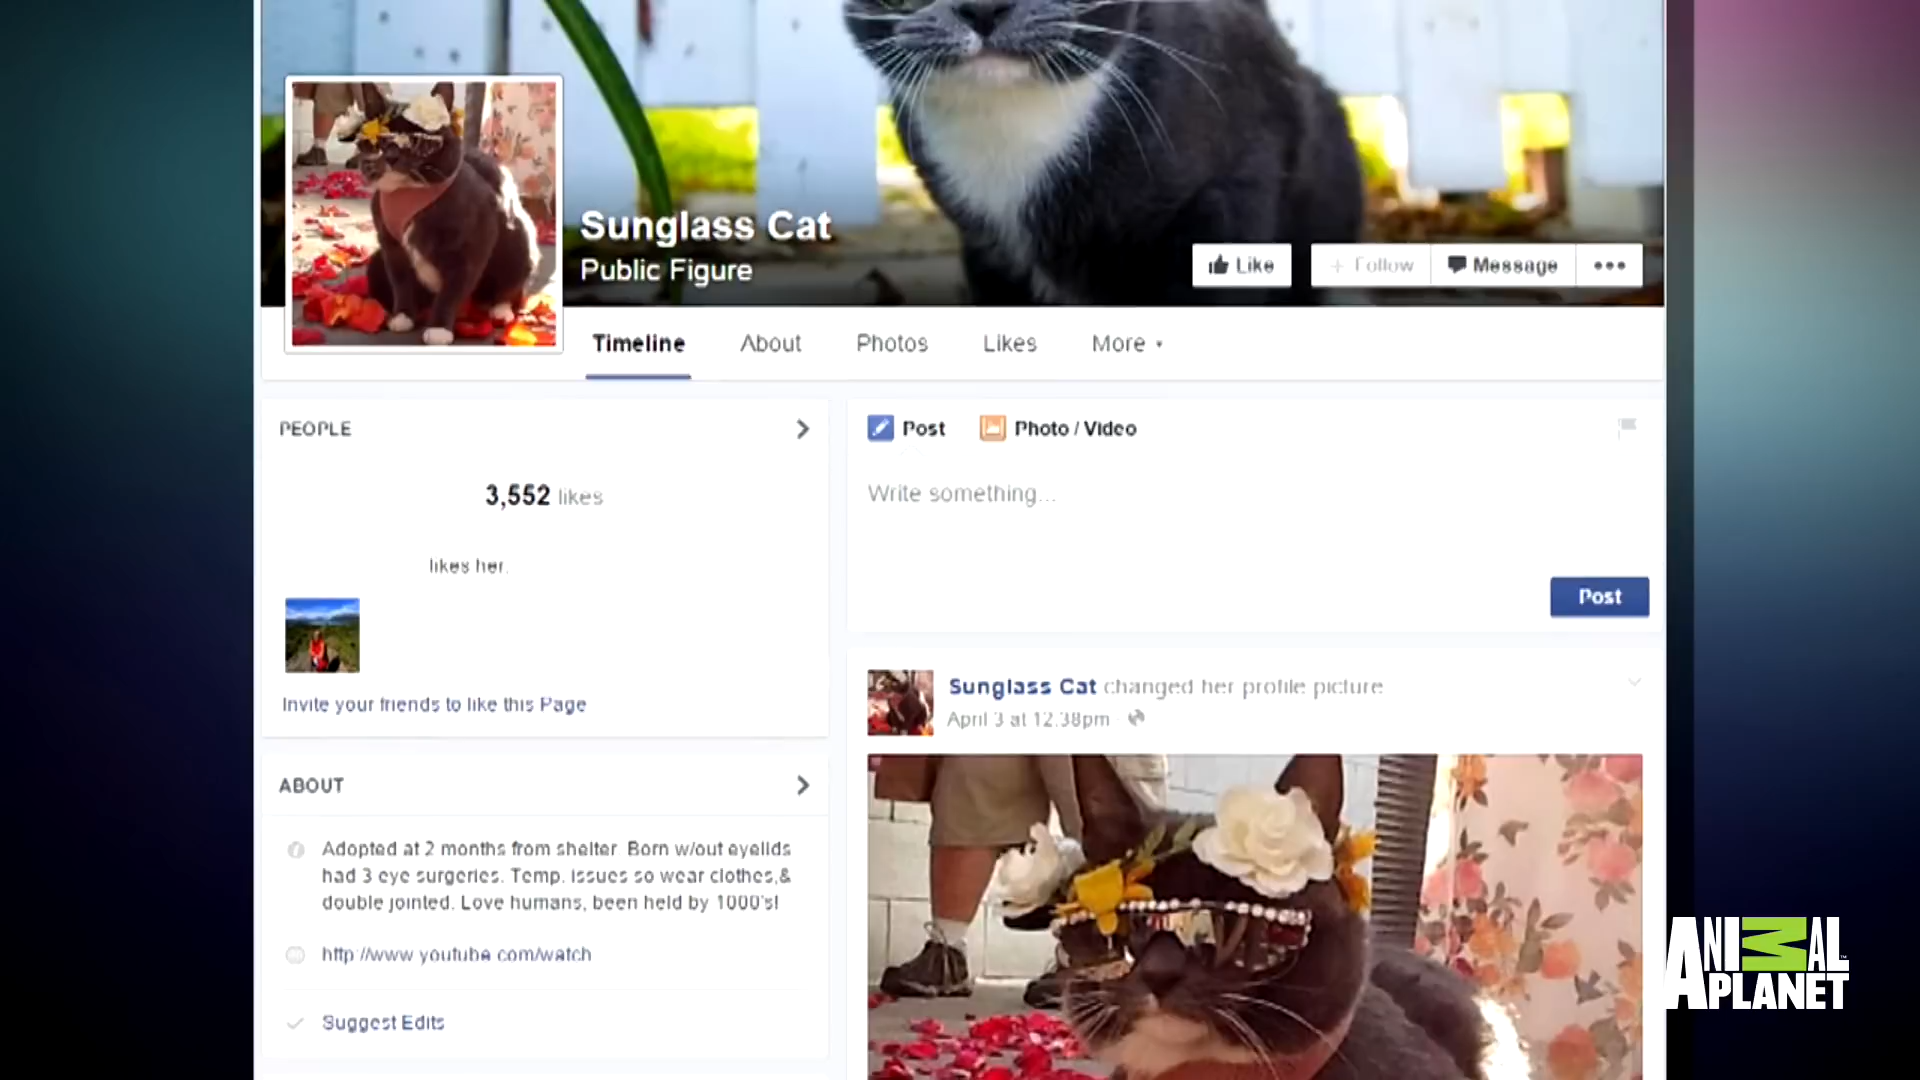 Sunglass Cat
Public Figure
Like
+ Follow
Message
Timeline
About
Photos
Likes
More
PEOPLE
3,552 likes
likes her.
Invite your friends to like this Page
ABOUT
Adopted at 2 months from shelter. Born w/out eyelids
had 3 eye surgeries. Temp. issues so wear clothes,&
double jointed. Love humans, been held by 1000's!
http://www.youtube.com/watch
Suggest Edits
Post
Photo / Video
Write something...
Post
Sunglass Cat changed her profile picture
April 3 at 12:38pm
ANIMAL
PLANET